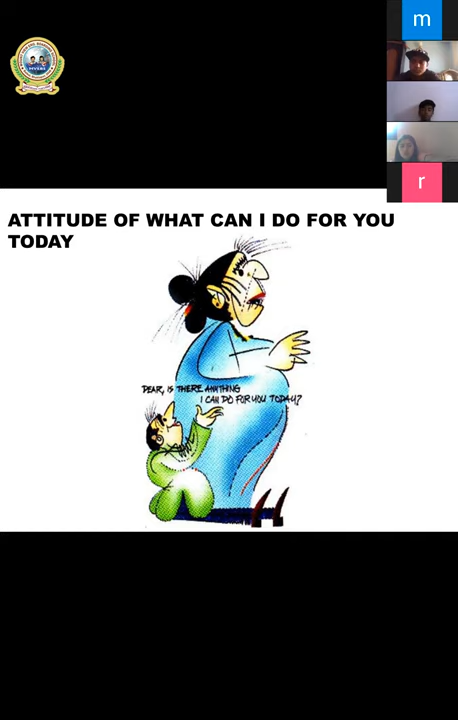 m
r
ATTITUDE OF WHAT CAN I DO FOR YOU
TODAY
DEAR, IS THERE ANYTHING
I CAN DO FOR YOU TODAY?